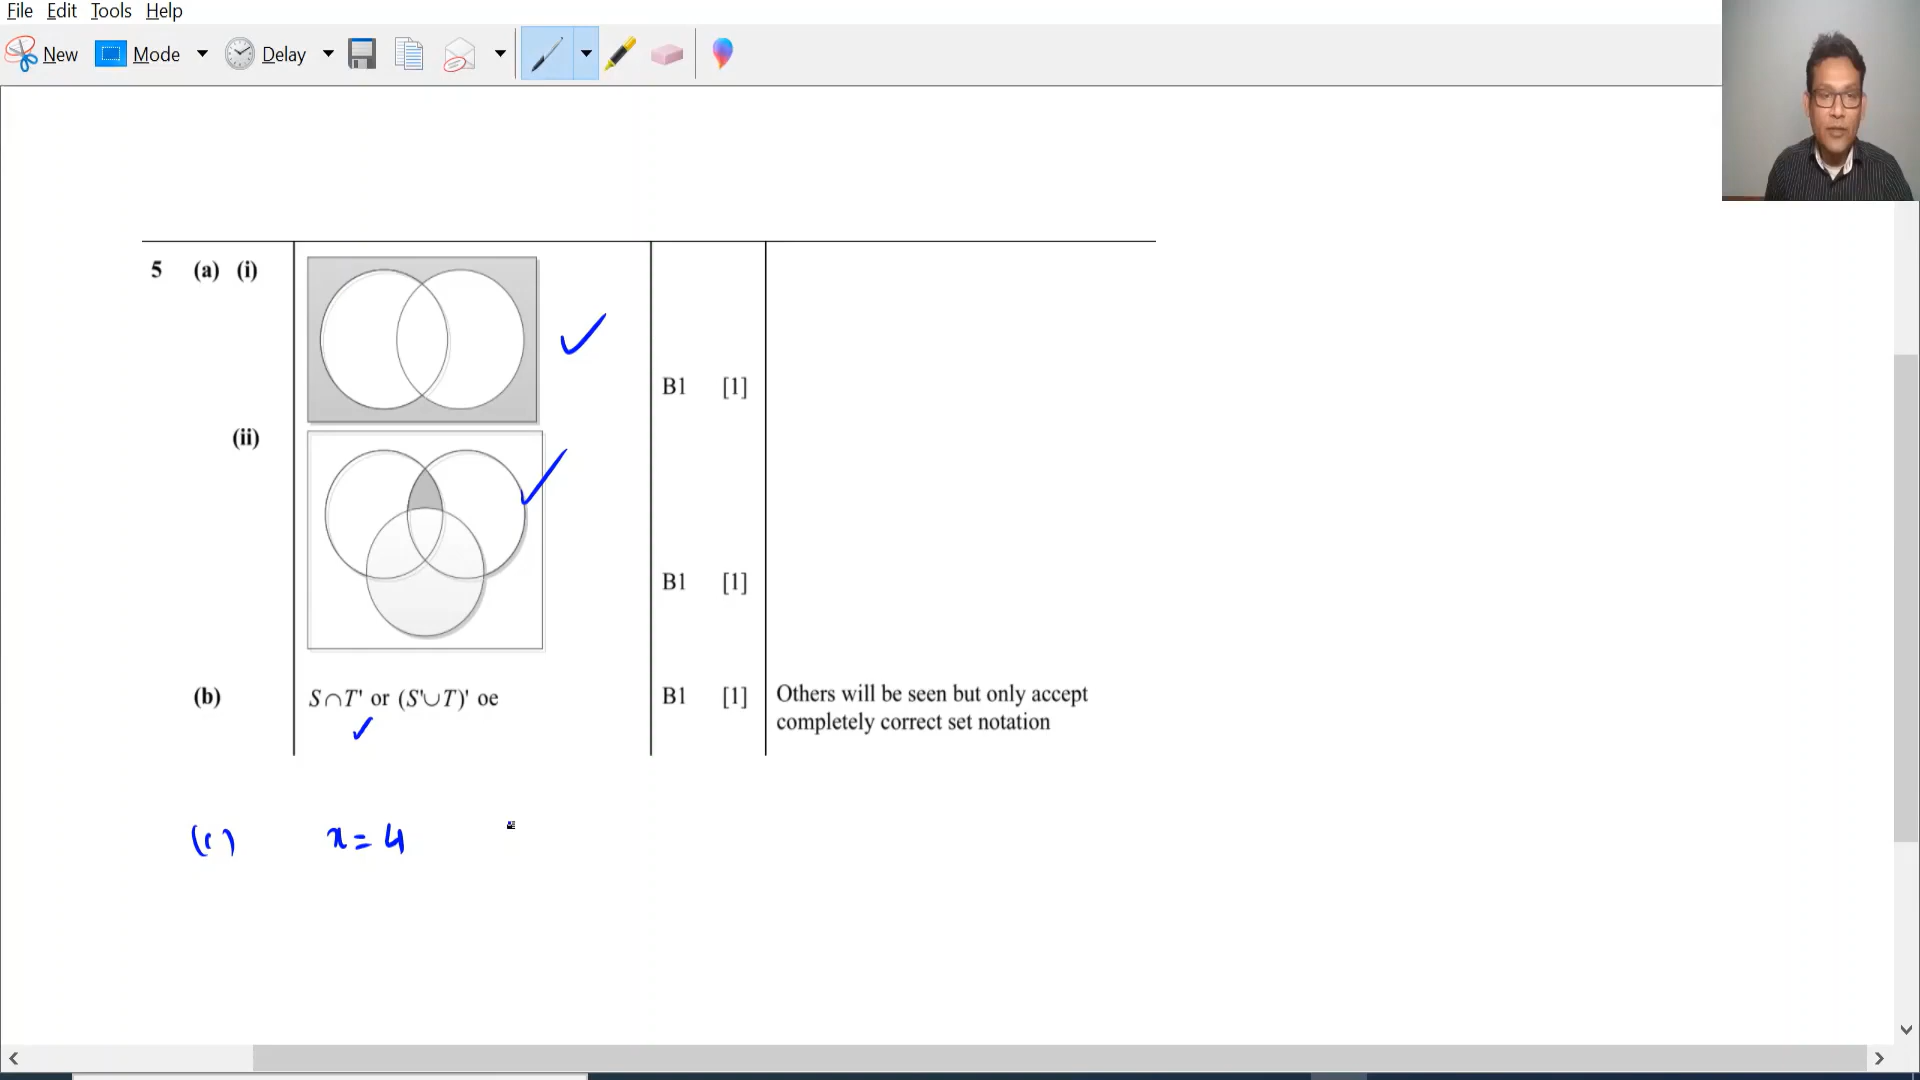 File Edit Tools Help
New Mode Delay
5 (a) (i)
B1 [1]
(ii)
B1 [1]
(b) S∩T' or (S'∪T)' oe B1 [1] Others will be seen but only accept
completely correct set notation
(c) x = 4